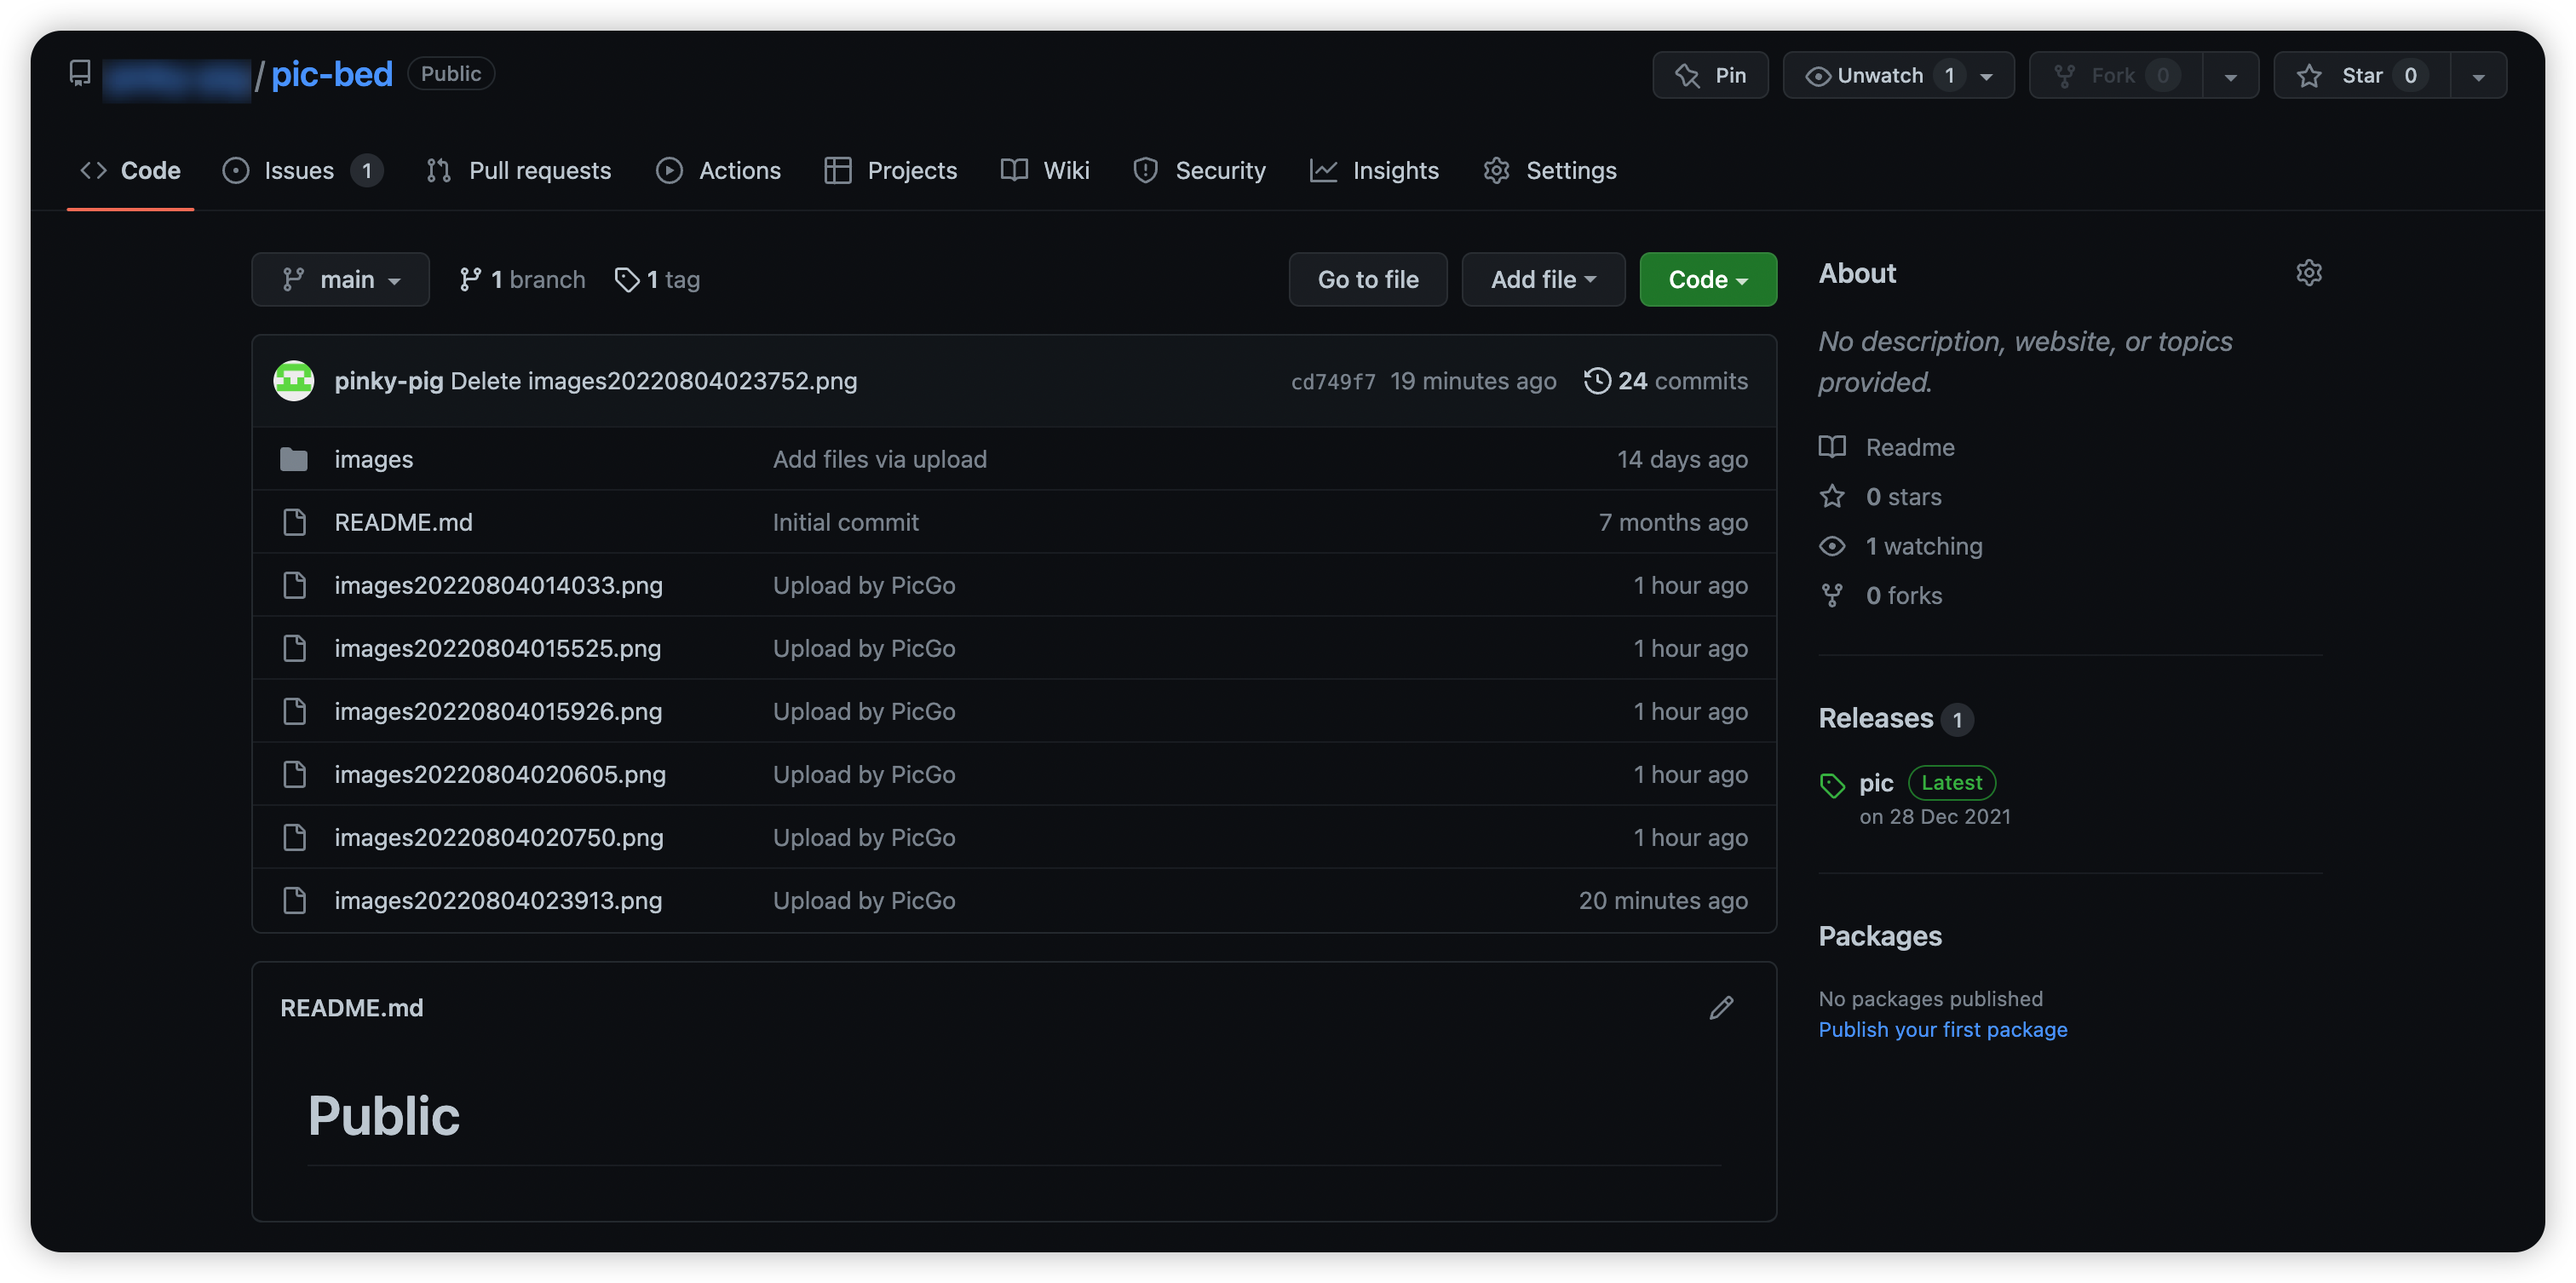 / pic-bed Public Pin Unwatch 1 Fork 0 Star 0
Code Issues 1 Pull requests Actions Projects Wiki Security Insights Settings
main 1 branch 1 tag Go to file Add file Code
pinky-pig Delete images20220804023752.png cd749f7 19 minutes ago 24 commits
images Add files via upload 14 days ago
README.md Initial commit 7 months ago
images20220804014033.png Upload by PicGo 1 hour ago
images20220804015525.png Upload by PicGo 1 hour ago
images20220804015926.png Upload by PicGo 1 hour ago
images20220804020605.png Upload by PicGo 1 hour ago
images20220804020750.png Upload by PicGo 1 hour ago
images20220804023913.png Upload by PicGo 20 minutes ago
README.md
Public
About
No description, website, or topics
provided.
Readme
0 stars
1 watching
0 forks
Releases 1
pic Latest
on 28 Dec 2021
Packages
No packages published
Publish your first package